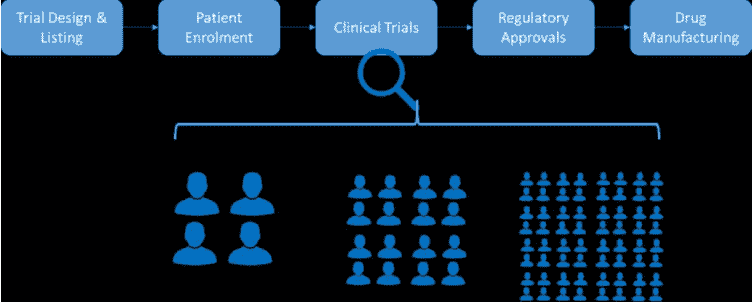 Trial Design &
Listing
Patient
Enrolment
Clinical Trials
Regulatory
Approvals
Drug
Manufacturing